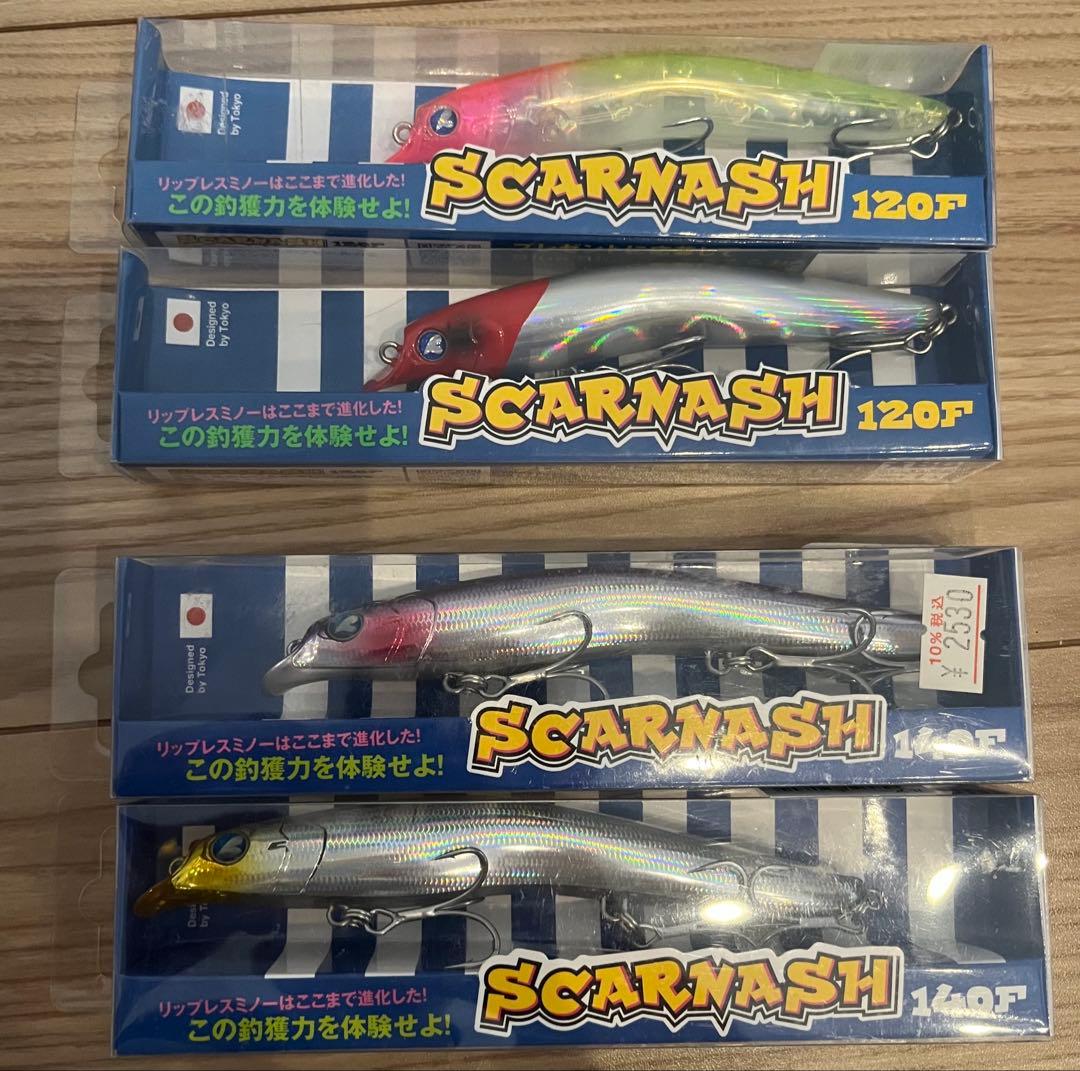 Designed
by Tokyo
リップレスミノーはここまで進化した!
この釣獲力を体験せよ!
SCARNASH
120F
SCARNASH 120F
Designed
by Tokyo
リップレスミノーはここまで進化した!
この釣獲力を体験せよ!
SCARNASH
120F
Designed
by Tokyo
10%税込
¥ 2530
リップレスミノーはここまで進化した!
この釣獲力を体験せよ!
SCARNASH
140F
リップレスミノーはここまで進化した!
この釣獲力を体験せよ!
SCARNASH
140F